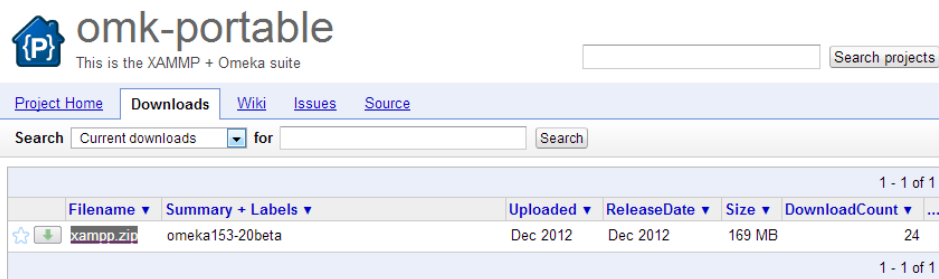 omk-portable
{P}
This is the XAMMP + Omeka suite
Search projects
Project Home Downloads Wiki Issues Source
Search Current downloads for Search
1 - 1 of 1
Filename ▼ Summary + Labels ▼ Uploaded ▼ ReleaseDate ▼ Size ▼ DownloadCount ▼ ...
xampp.zip omeka153-20beta Dec 2012 Dec 2012 169 MB 24
1 - 1 of 1